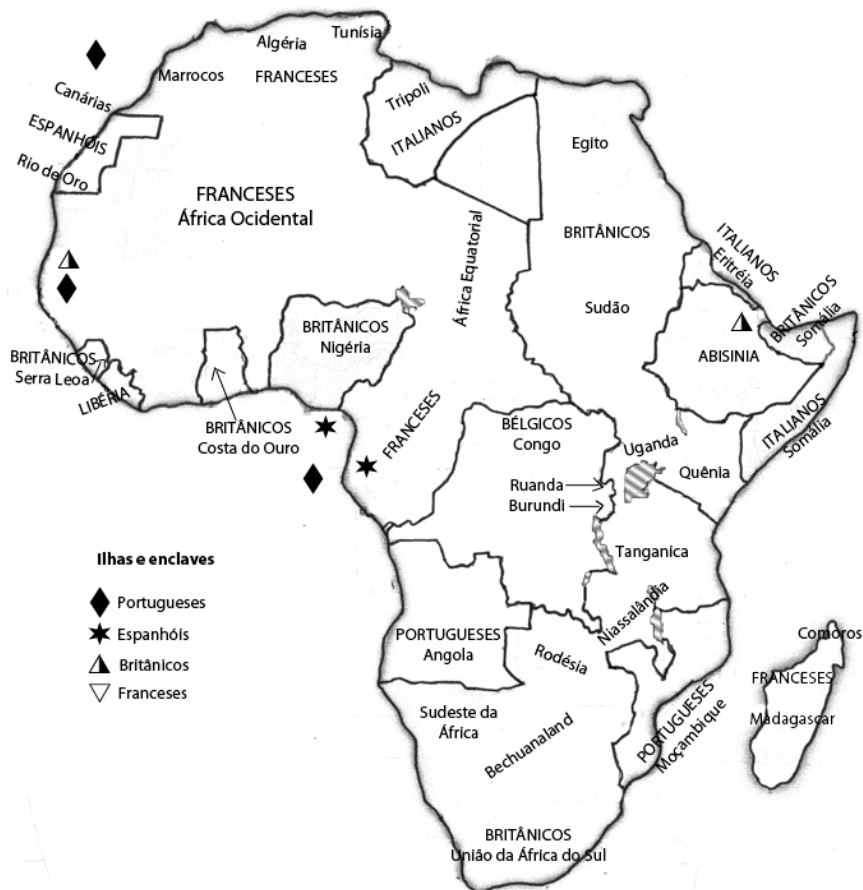 Tunísia
Algéria
Marrocos
FRANCESES
Canárias
ESPANHÓIS
Rio de Oro
Tripoli
ITALIANOS
Egito
FRANCESES
África Ocidental
África Equatorial
BRITÂNICOS
Sudão
ITALIANOS
Eritréia
BRITÂNICOS
Somália
ABISINIA
ITALIANOS
Somália
BRITÂNICOS
Nigéria
BRITÂNICOS
Serra Leoa
LIBÉRIA
BRITÂNICOS
Costa do Ouro
FRANCESES
BÉLGICOS
Congo
Uganda
Quênia
Ruanda
Burundi
Tanganica
Niassalândia
Ilhas e enclaves
Portugueses
Espanhóis
Britânicos
Franceses
PORTUGUESES
Angola
Rodésia
Comoros
FRANCESES
Madagascar
PORTUGUESES
Moçambique
Sudeste da
África
Bechuanaland
BRITÂNICOS
União da África do Sul